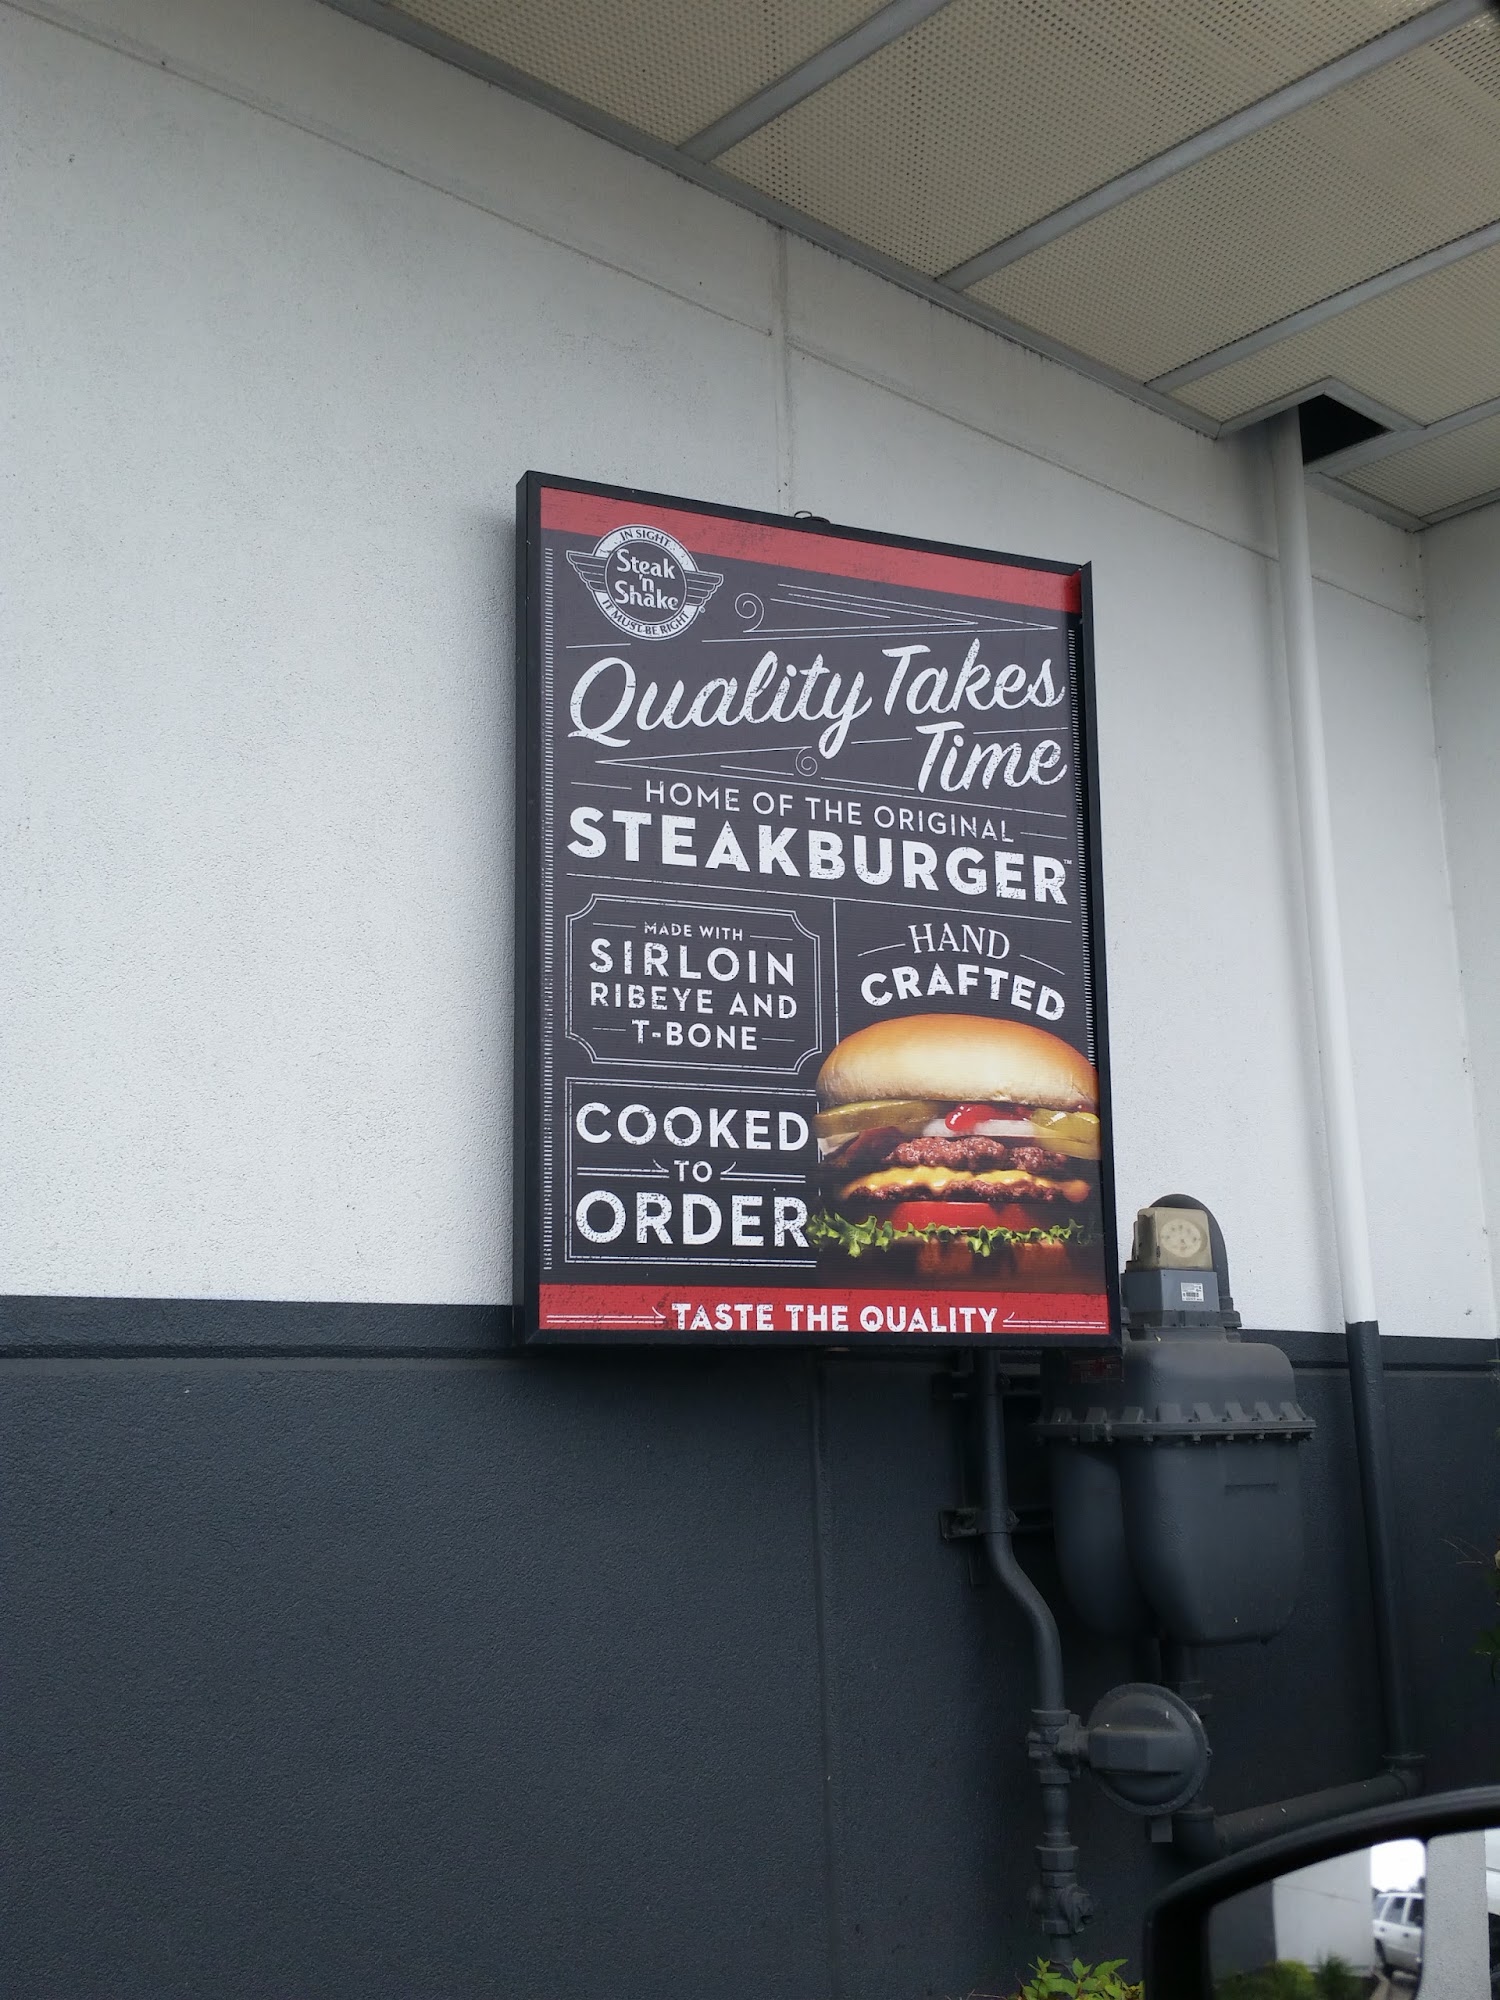 IN SIGHT
Steak
'n
Shake
IT MUST BE RIGHT
Quality Takes
Time
HOME OF THE ORIGINAL
STEAKBURGER™
MADE WITH
SIRLOIN
RIBEYE AND
T-BONE
HAND
CRAFTED
COOKED
TO
ORDER
TASTE THE QUALITY